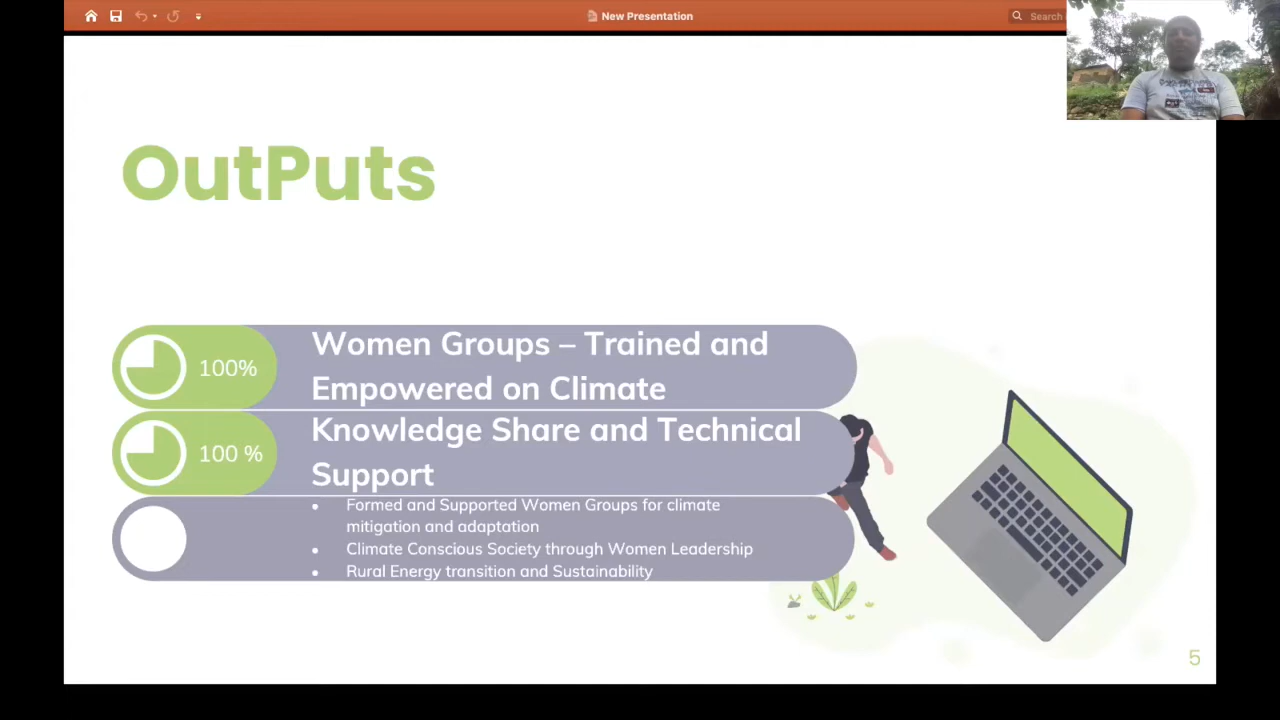 New Presentation
Search
OutPuts
100%
Women Groups – Trained and
Empowered on Climate
100 %
Knowledge Share and Technical
Support
• Formed and Supported Women Groups for climate
mitigation and adaptation
• Climate Conscious Society through Women Leadership
• Rural Energy transition and Sustainability
5